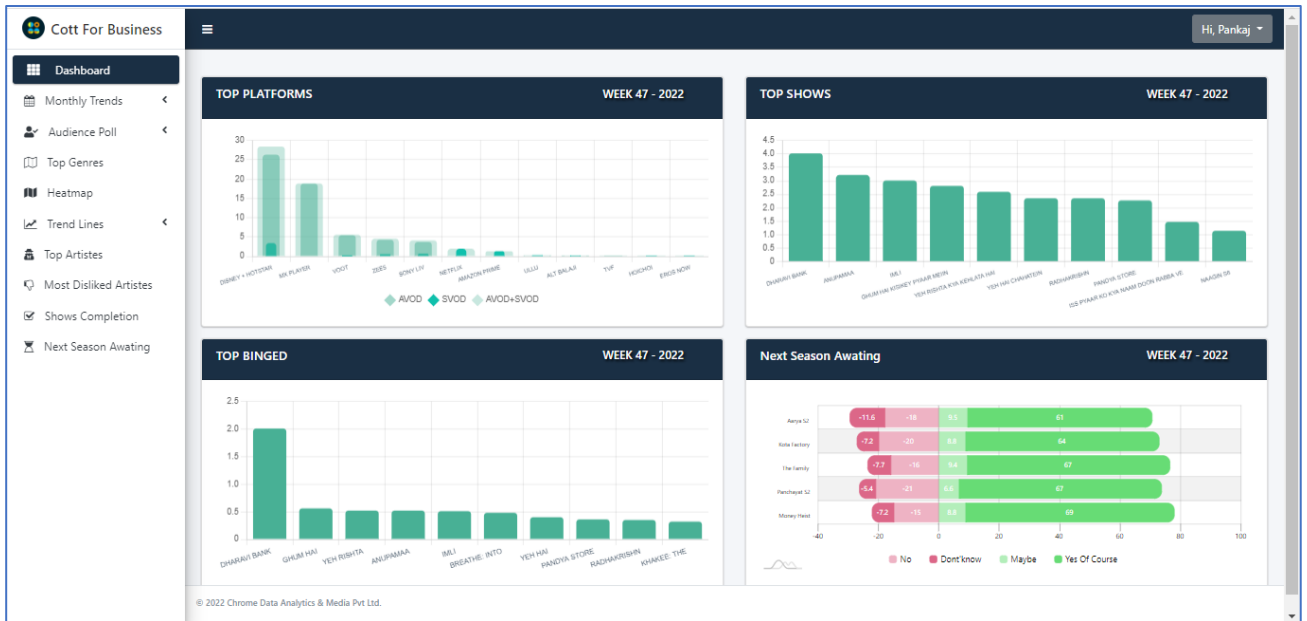 Cott For Business
Hi, Pankaj
Dashboard
Monthly Trends
Audience Poll
Top Genres
Heatmap
Trend Lines
Top Artistes
Most Disliked Artistes
Shows Completion
Next Season Awating
TOP PLATFORMS WEEK 47 - 2022
30
25
20
15
10
5
0
DISNEY + HOTSTAR MX PLAYER VOOT ZEE5 SONY LIV NETFLIX AMAZON PRIME ULLU ALT BALAJI TVF HOICHOI EROS NOW
AVOD SVOD AVOD+SVOD
TOP SHOWS WEEK 47 - 2022
4.5
4.0
3.5
3.0
2.5
2.0
1.5
1.0
0.5
0
DHARAVI BANK ANUPAMAA IMLI GHUM HAI KISIKEY PYAAR MEIN YEH RISHTA KYA KEHLATA HAI YEH HAI CHAHATEIN RADHAKRISHN PANDYA STORE ISS PYAAR KO KYA NAAM DOON RABBA VE NAAGIN S6
TOP BINGED WEEK 47 - 2022
2.5
2.0
1.5
1.0
0.5
0
DHARAVI BANK GHUM HAI YEH RISHTA ANUPAMAA IMLI BREATHE: INTO YEH HAI PANDYA STORE RADHAKRISHN KHAKEE: THE
Next Season Awating WEEK 47 - 2022
Aarya S2 -11.6 -18 9.5 61
Kota Factory -7.2 -20 8.8 64
The Family -7.7 -16 9.4 67
Panchayat S2 -5.4 -21 6.5 67
Money Heist -7.2 -15 8.8 69
-40 -20 0 20 40 60 80 100
No Dont'know Maybe Yes Of Course
© 2022 Chrome Data Analytics & Media Pvt Ltd.